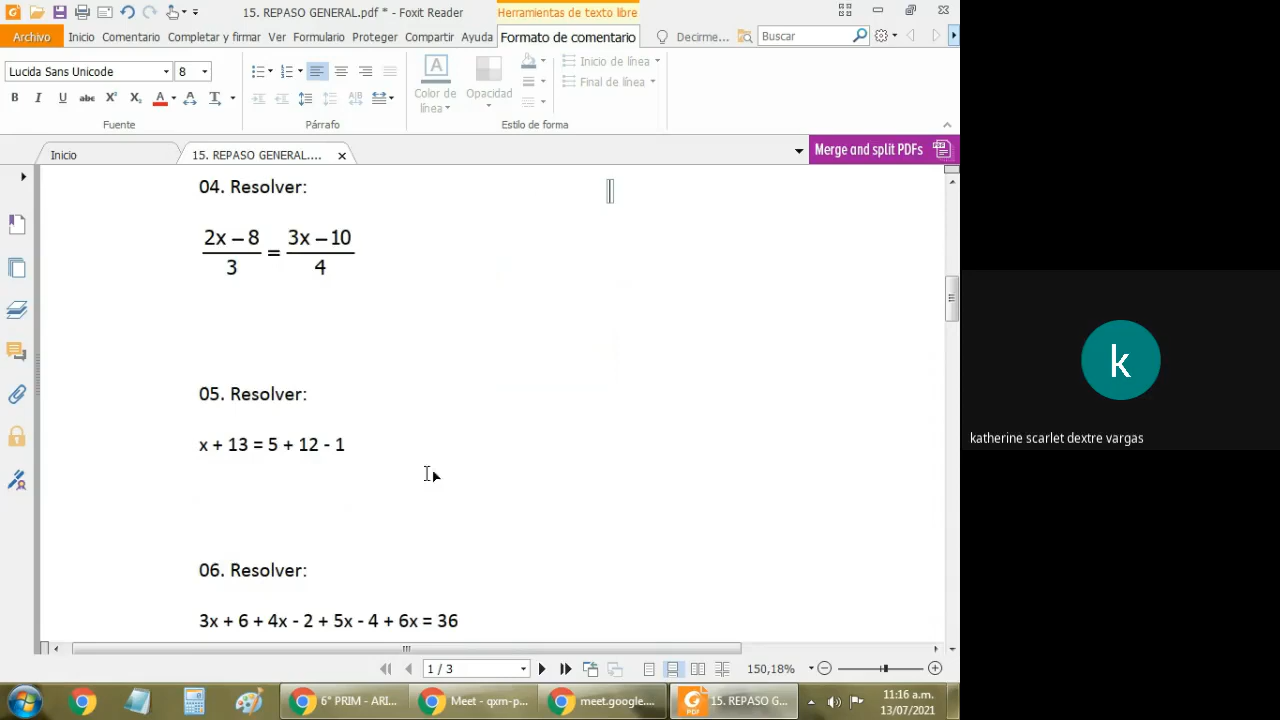 15. REPASO GENERAL.pdf * - Foxit Reader
Herramientas de texto libre
Archivo Inicio Comentario Completar y firmar Ver Formulario Proteger Compartir Ayuda Formato de comentario Decirme... Buscar
Lucida Sans Unicode 8
Color de línea Opacidad
Inicio de línea
Final de línea
Fuente Párrafo Estilo de forma
Inicio 15. REPASO GENERAL.... Merge and split PDFs
04. Resolver:
2x – 8 / 3 = 3x – 10 / 4
05. Resolver:
x + 13 = 5 + 12 - 1
06. Resolver:
3x + 6 + 4x - 2 + 5x - 4 + 6x = 36
k
katherine scarlet dextre vargas
1 / 3 150,18%
6° PRIM - ARI... Meet - qxm-p... meet.google.... 15. REPASO G...
11:16 a.m.
13/07/2021